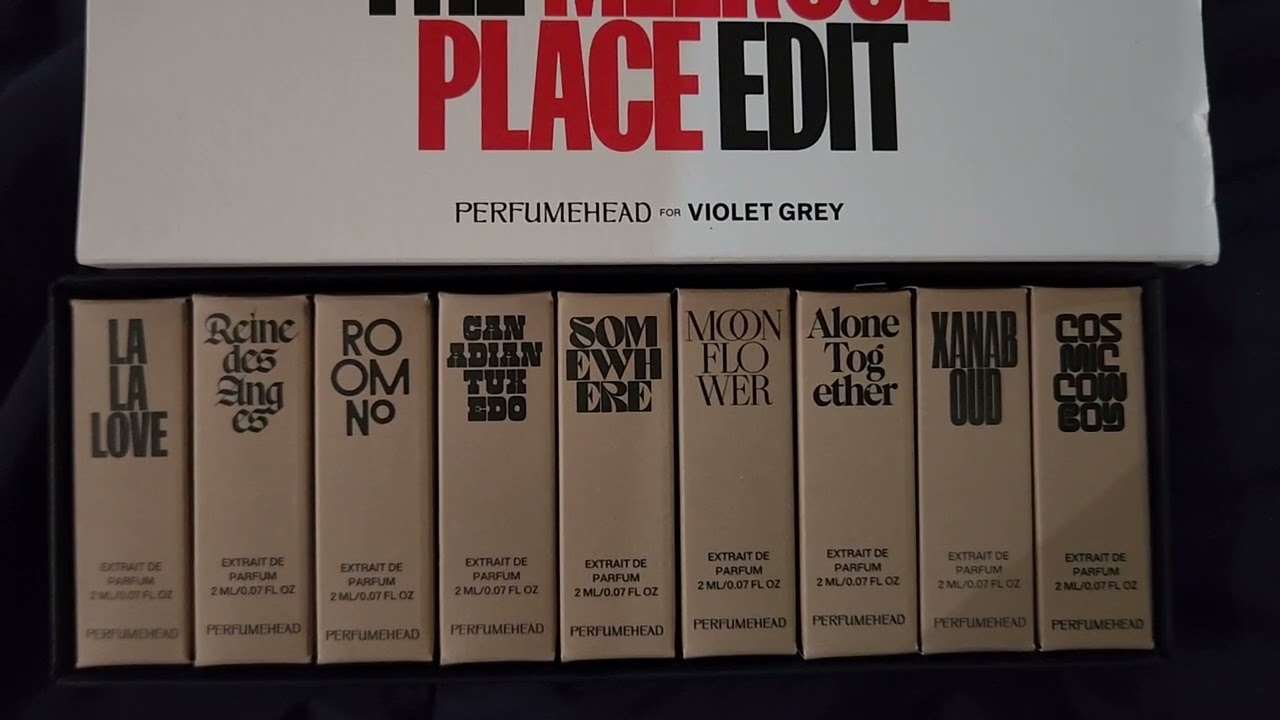 THE MELROSE
PLACE EDIT
PERFUMEHEAD FOR VIOLET GREY
LA
LA
LOVE
EXTRAIT DE
PARFUM
2 ML/0.07 FL OZ
PERFUMEHEAD
Reine
des
Ang
es
EXTRAIT DE
PARFUM
2 ML/0.07 FL OZ
PERFUMEHEAD
RO
OM
No
EXTRAIT DE
PARFUM
2 ML/0.07 FL OZ
PERFUMEHEAD
CAN
ADIAN
TUX
EDO
EXTRAIT DE
PARFUM
2 ML/0.07 FL OZ
PERFUMEHEAD
SOM
EWH
ERE
EXTRAIT DE
PARFUM
2 ML/0.07 FL OZ
PERFUMEHEAD
MOON
FLO
WER
EXTRAIT DE
PARFUM
2 ML/0.07 FL OZ
PERFUMEHEAD
Alone
Tog
ether
EXTRAIT DE
PARFUM
2 ML/0.07 FL OZ
PERFUMEHEAD
XANAB
OUD
EXTRAIT DE
PARFUM
2 ML/0.07 FL OZ
PERFUMEHEAD
COS
MIC
COW
BOY
EXTRAIT DE
PARFUM
2 ML/0.07 FL OZ
PERFUMEHEAD